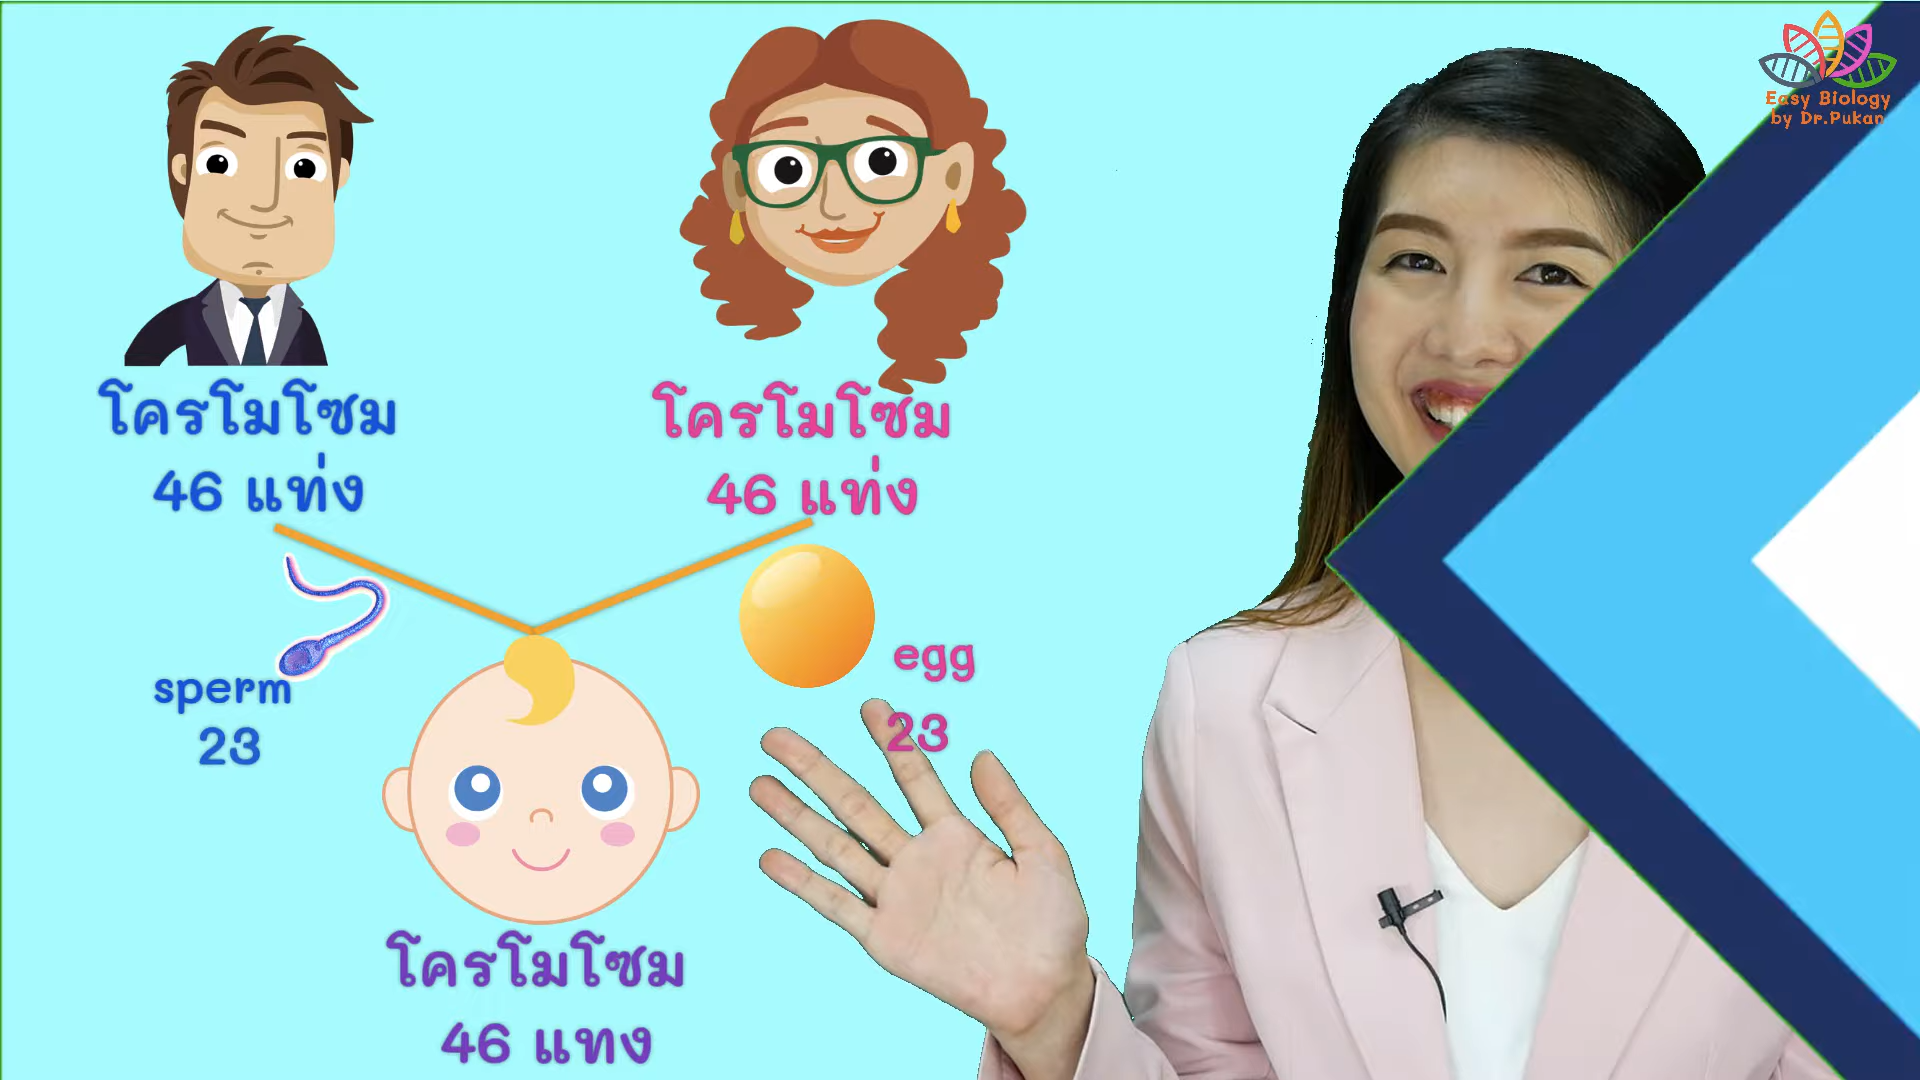 Easy Biology
by Dr.Pukan
โครโมโซม
46 แท่ง
โครโมโซม
46 แท่ง
sperm
23
egg
23
โครโมโซม
46 แทง